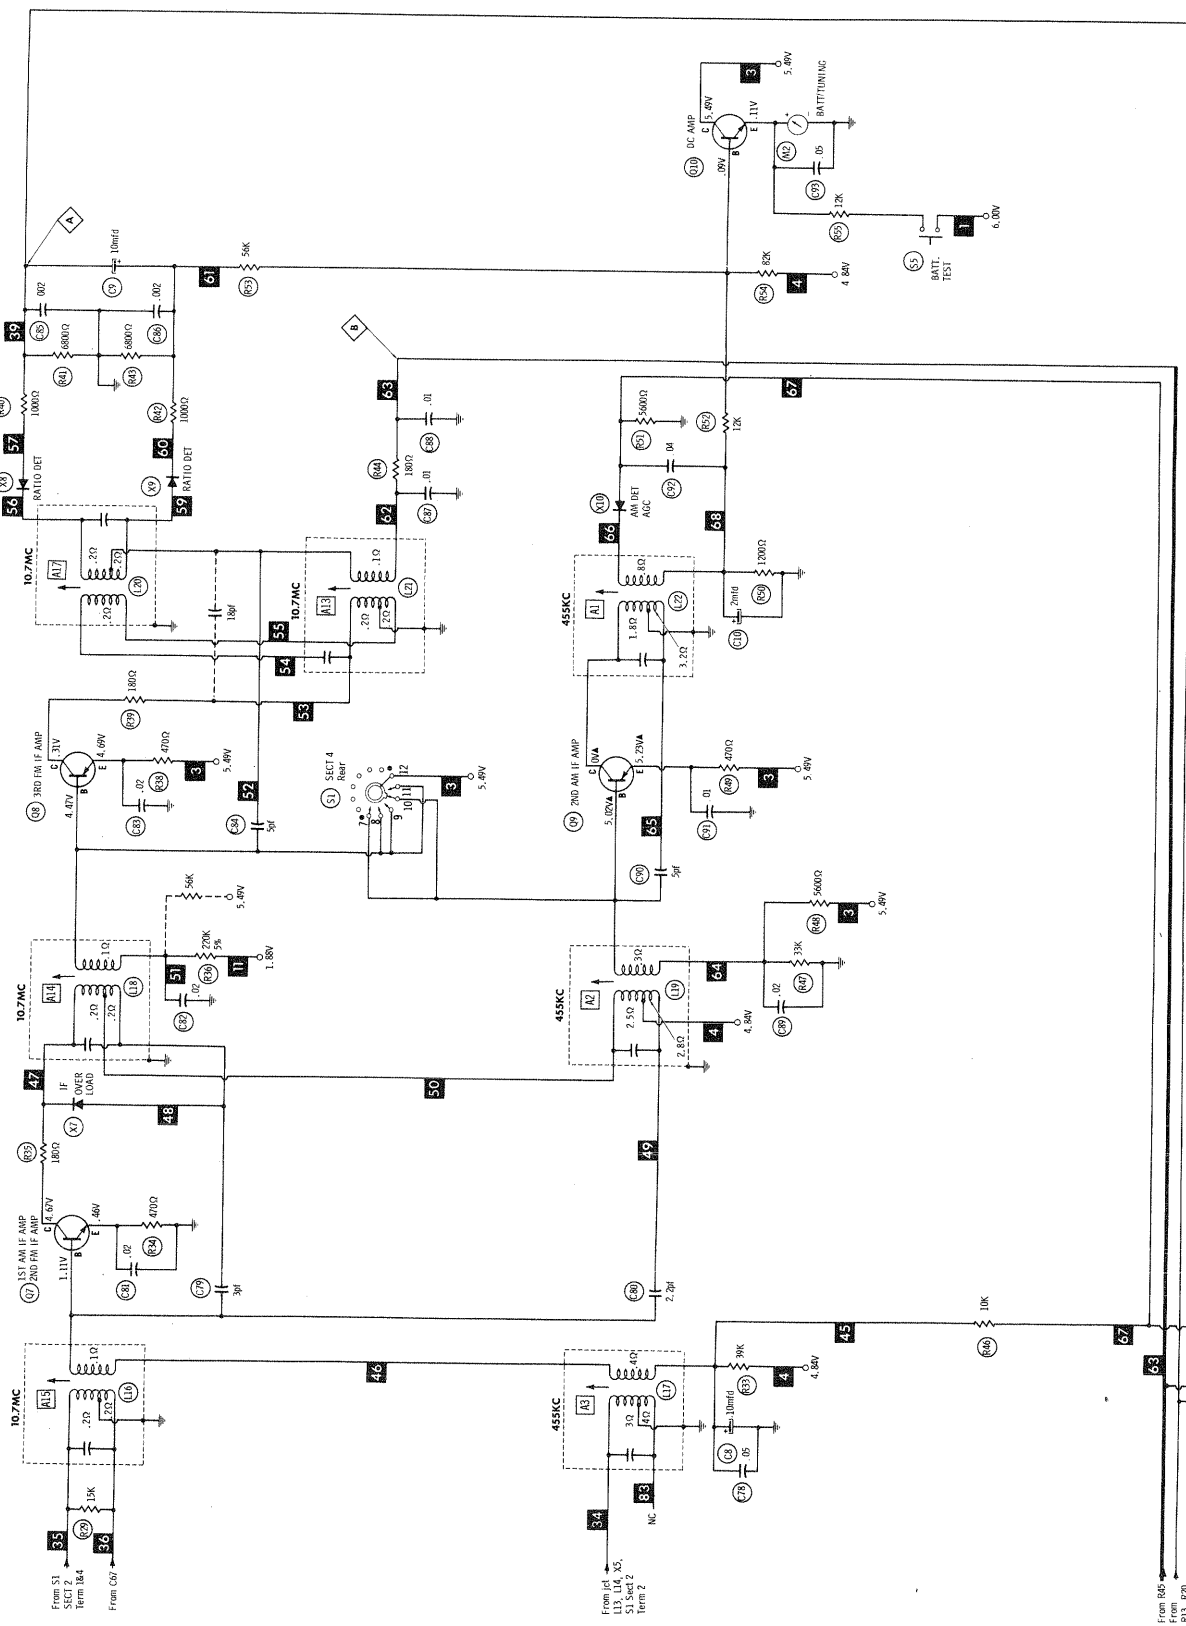 From S1
SECT 2
Term 1&4
35
From C67
36
R29
15K
10.7MC
A15
.2Ω
.2Ω
.1Ω
L16
46
1ST AM IF AMP
2ND FM IF AMP
Q7
1.11V
B
C
4.67V
E
.46V
C81
.02
R34
470Ω
R35
180Ω
C79
3pf
47
X7
IF
OVER
LOAD
48
10.7MC
A14
.2Ω
.2Ω
.1Ω
L18
50
51
C82
.02
R36
220K
5%
11
1.88V
56K
5.49V
Q8
3RD FM IF AMP
4.47V
B
C
.31V
E
4.69V
C83
.02
R38
470Ω
3
5.49V
R39
180Ω
C84
5pf
52
53
54
55
18pf
10.7MC
A17
.2Ω
.2Ω
.2Ω
L20
10.7MC
A13
.2Ω
.2Ω
.1Ω
L21
56
X8
RATIO DET
57
R40
1000Ω
39
59
X9
RATIO DET
60
R42
1000Ω
R41
6800Ω
R43
6800Ω
C85
.002
C86
.002
C9
10mfd
A
61
R53
56K
62
C87
.01
R44
180Ω
C88
.01
63
B
S1
SECT 4
Rear
7
8
9
10
11
12
3
5.49V
From jct
L13, L14, X5,
S1 Sect 2
Term 2
34
NC
83
455KC
A3
3Ω
.4Ω
.4Ω
L17
C78
.05
C8
10mfd
R33
39K
4
4.84V
45
R46
10K
67
C80
2.2pf
49
455KC
A2
2.5Ω
2.8Ω
3Ω
L19
4
4.84V
64
C89
.02
R47
33K
R48
5600Ω
3
5.49V
C90
5pf
65
Q9
2ND AM IF AMP
5.02V▲
B
C
0V▲
E
5.23V▲
C91
.01
R49
470Ω
3
5.49V
455KC
A1
1.8Ω
3.2Ω
.8Ω
L22
66
X10
AM DET
AGC
68
C10
2mfd
R50
1200Ω
C92
.04
R51
5600Ω
R52
12K
67
R54
82K
4
4.84V
Q10
DC AMP
.09V
B
C
5.49V
E
.11V
3
5.49V
M2
BATT/TUNING
C93
.05
R55
12K
S5
BATT.
TEST
1
6.00V
From R45
63
From
R13, R20